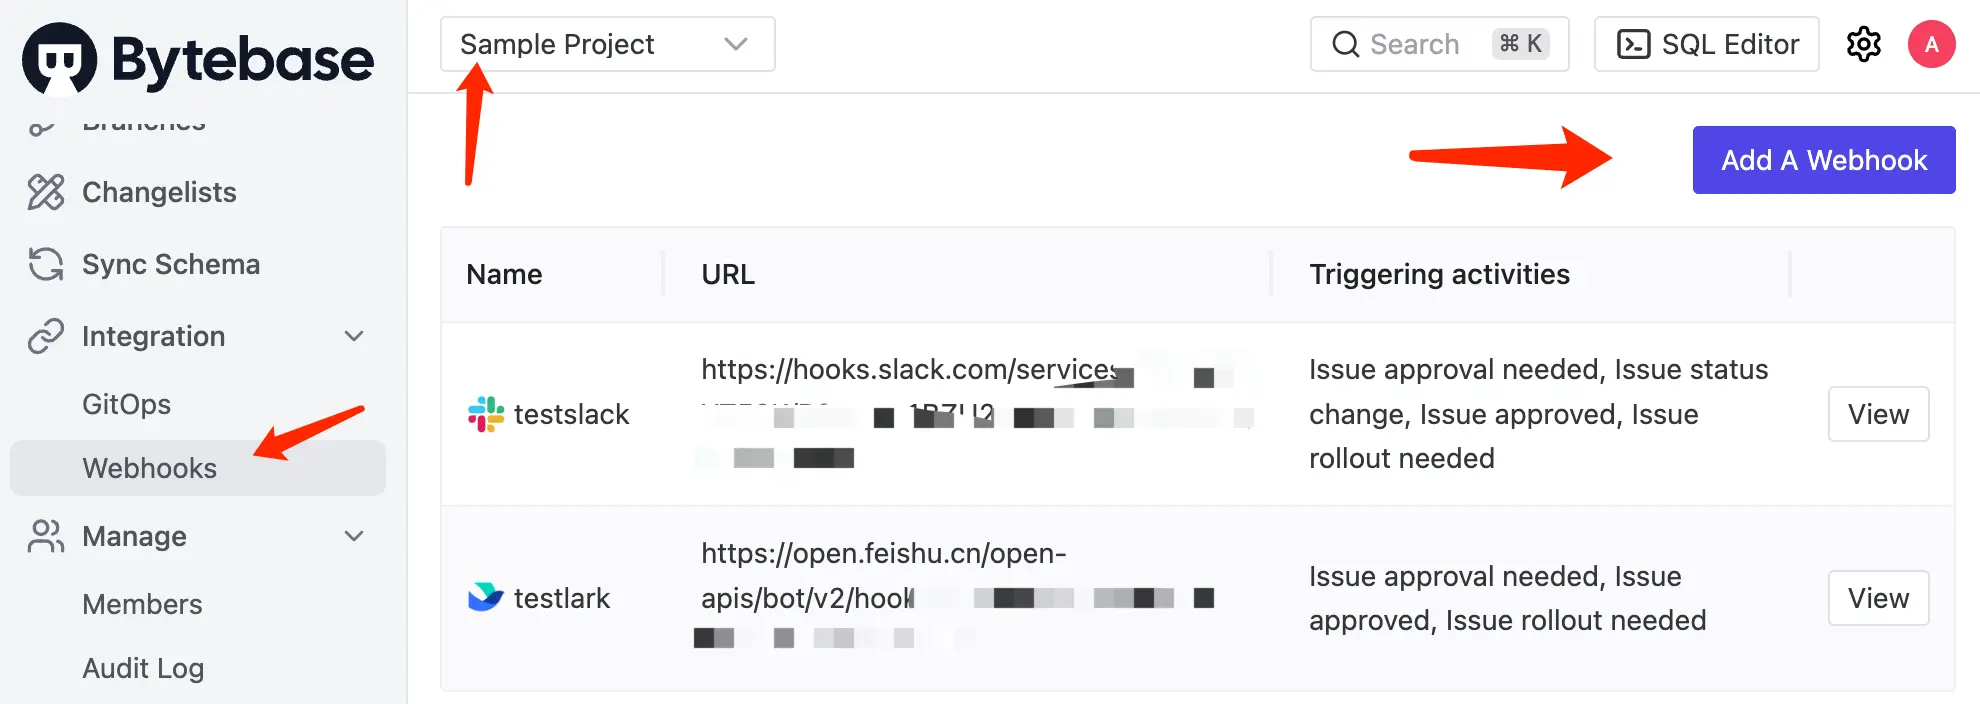 Bytebase
Sample Project
Search
⌘ K
SQL Editor
A
Branches
Changelists
Sync Schema
Integration
GitOps
Webhooks
Manage
Members
Audit Log
Add A Webhook
Name
URL
Triggering activities
testslack
https://hooks.slack.com/services
Issue approval needed, Issue status
change, Issue approved, Issue
rollout needed
View
testlark
https://open.feishu.cn/open-
apis/bot/v2/hook
Issue approval needed, Issue
approved, Issue rollout needed
View